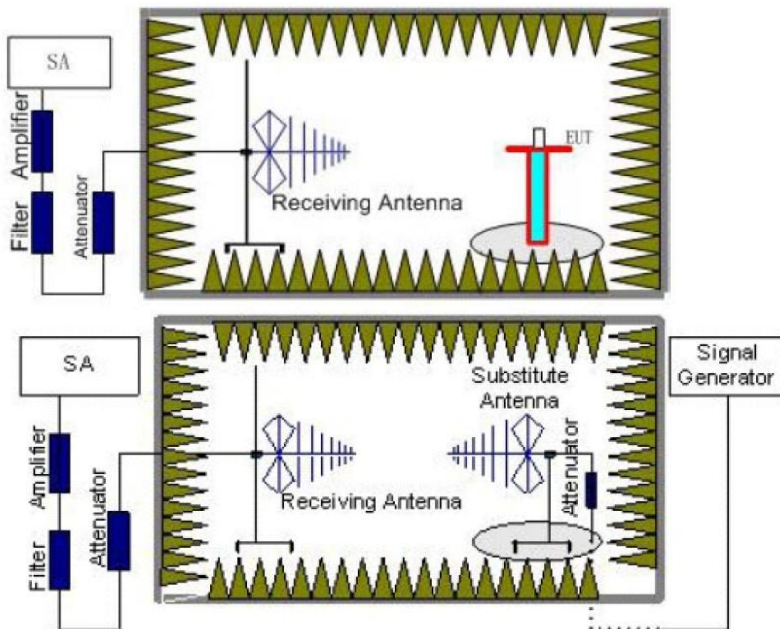 SA
Amplifier
Filter
Attenuator
Receiving Antenna
EUT
SA
Amplifier
Filter
Attenuator
Receiving Antenna
Substitute
Antenna
Attenuator
Signal
Generator